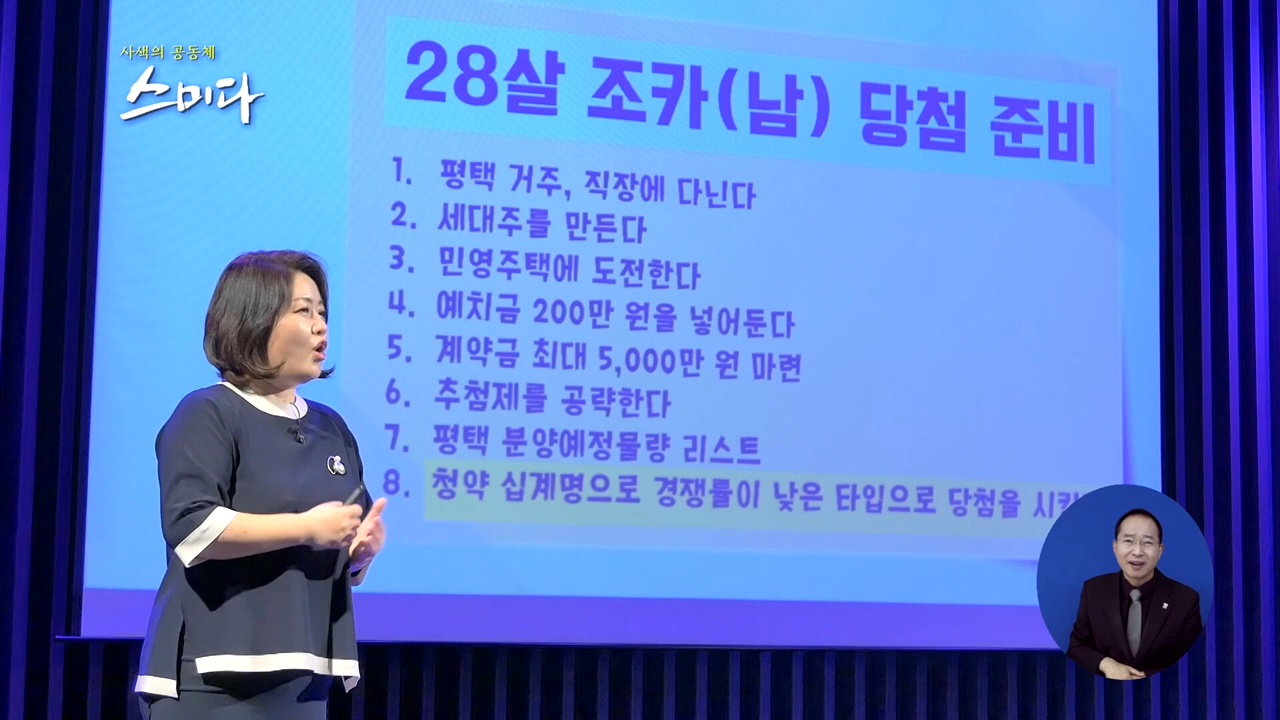 사색의 공동체
스미다
28살 조카(남) 당첨 준비
1. 평택 거주, 직장에 다닌다
2. 세대주를 만든다
3. 민영주택에 도전한다
4. 예치금 200만 원을 넣어둔다
5. 계약금 최대 5,000만 원 마련
6. 추첨제를 공략한다
7. 평택 분양예정물량 리스트
8. 청약 십계명으로 경쟁률이 낮은 타입으로 당첨을